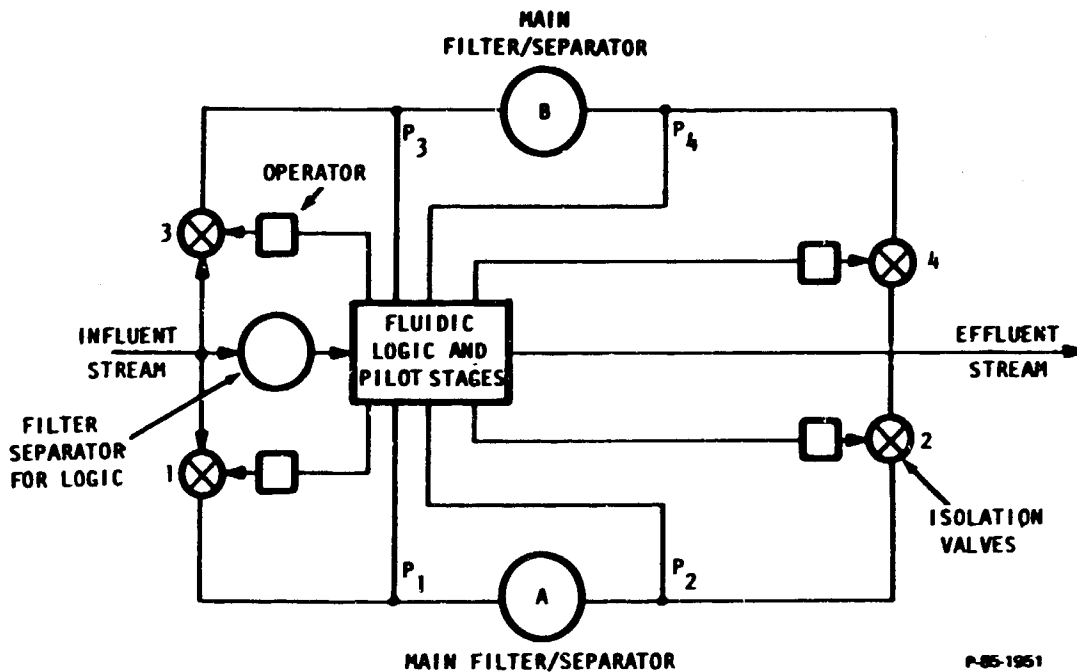 MAIN
FILTER/SEPARATOR
B
P3
P4
OPERATOR
3
4
INFLUENT
STREAM
FLUIDIC
LOGIC AND
PILOT STAGES
EFFLUENT
STREAM
FILTER
SEPARATOR
FOR LOGIC
1
2
ISOLATION
VALVES
P1
P2
A
MAIN FILTER/SEPARATOR
P-85-1951